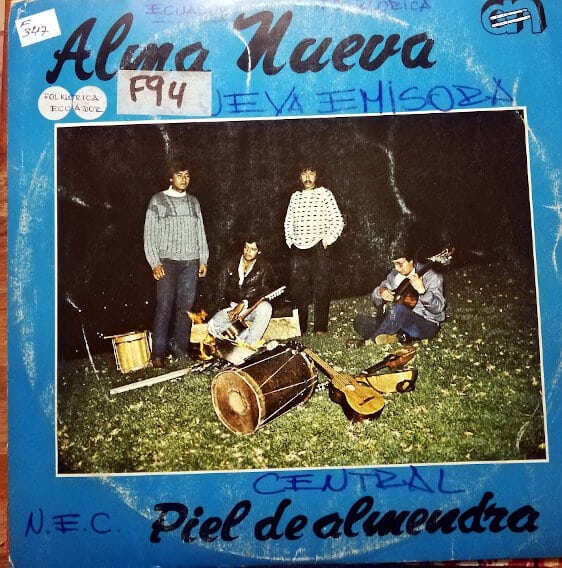 F
347
ECUADOR
Alma Nueva
F94
FOLKLORICA
ECUADOR
NUEVA EMISORA
CENTRAL
N.E.C. Piel de almendra